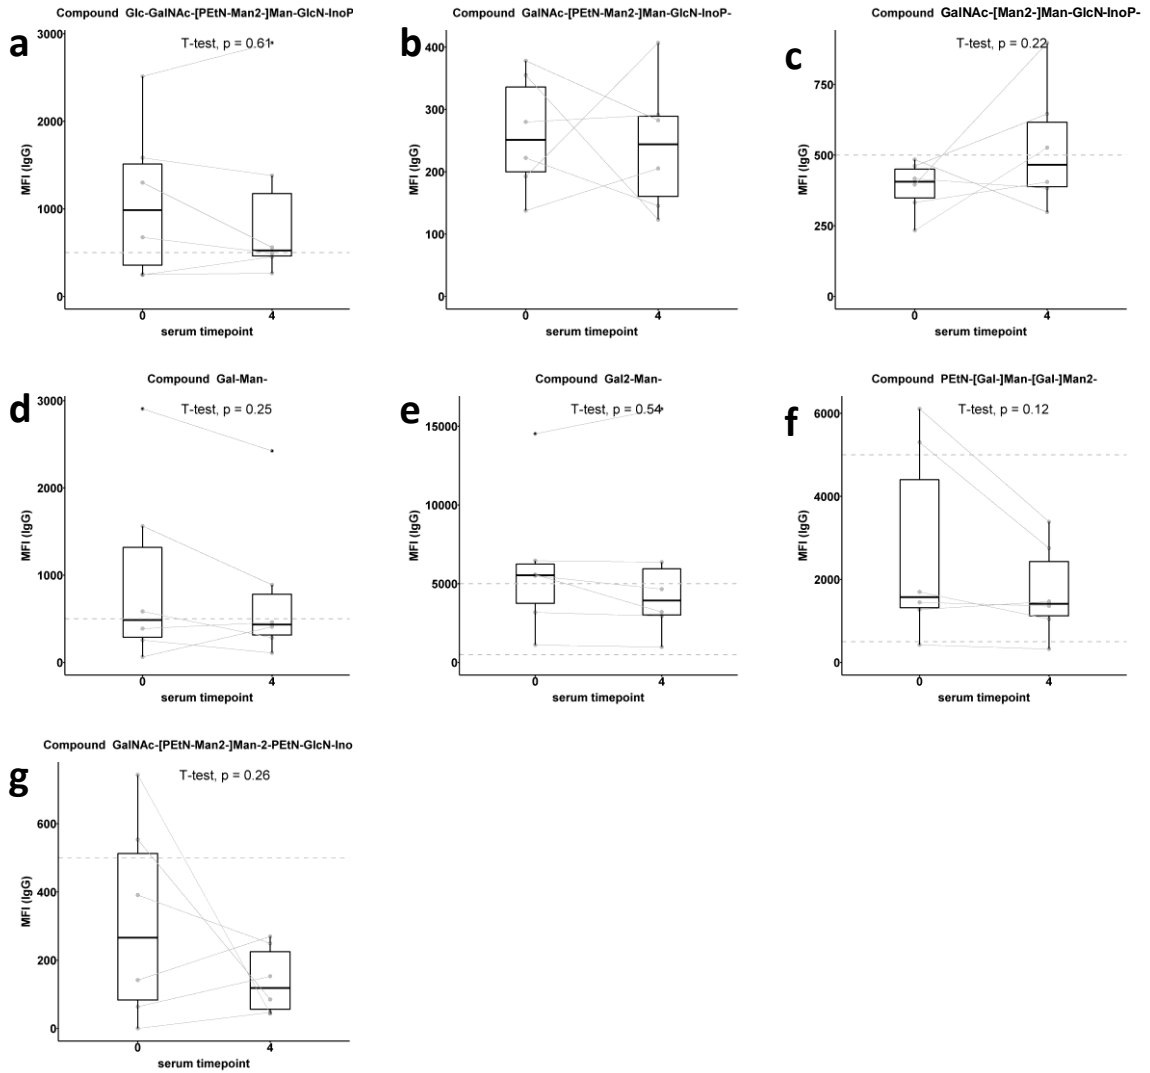 a
Compound Glc-GalNAc-[PEtN-Man2-]Man-GlcN-InoP
T-test, p = 0.61
MFI (IgG)
3000
2000
1000
0
0 4
serum timepoint
b
Compound GalNAc-[PEtN-Man2-]Man-GlcN-InoP-
MFI (IgG)
400
300
200
100
0
0 4
serum timepoint
c
Compound GalNAc-[Man2-]Man-GlcN-InoP-
T-test, p = 0.22
MFI (IgG)
750
500
250
0
0 4
serum timepoint
d
Compound Gal-Man-
T-test, p = 0.25
MFI (IgG)
3000
2000
1000
0
0 4
serum timepoint
e
Compound Gal2-Man-
T-test, p = 0.54
MFI (IgG)
15000
10000
5000
0
0 4
serum timepoint
f
Compound PEtN-[Gal-]Man-[Gal-]Man2-
T-test, p = 0.12
MFI (IgG)
6000
4000
2000
0
0 4
serum timepoint
g
Compound GalNAc-[PEtN-Man2-]Man-2-PEtN-GlcN-Ino
T-test, p = 0.26
MFI (IgG)
600
400
200
0
0 4
serum timepoint